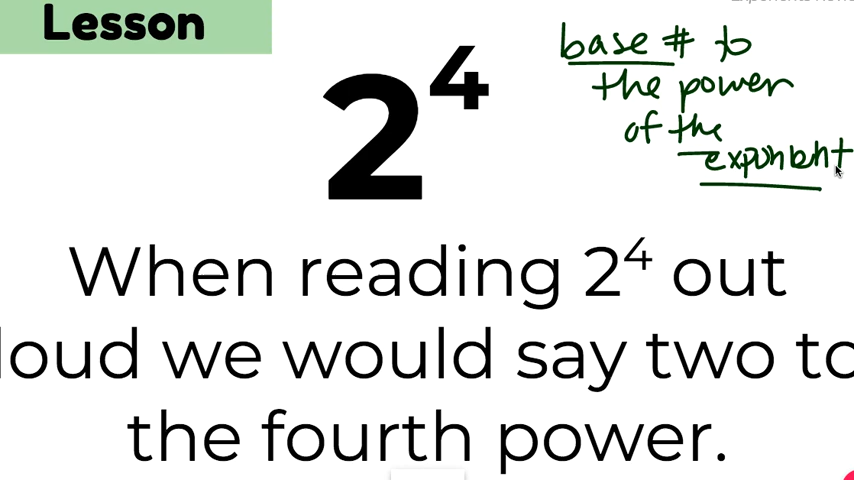 Lesson
2⁴
base # to
the power
of the
exponent
When reading 2⁴ out
loud we would say two to
the fourth power.